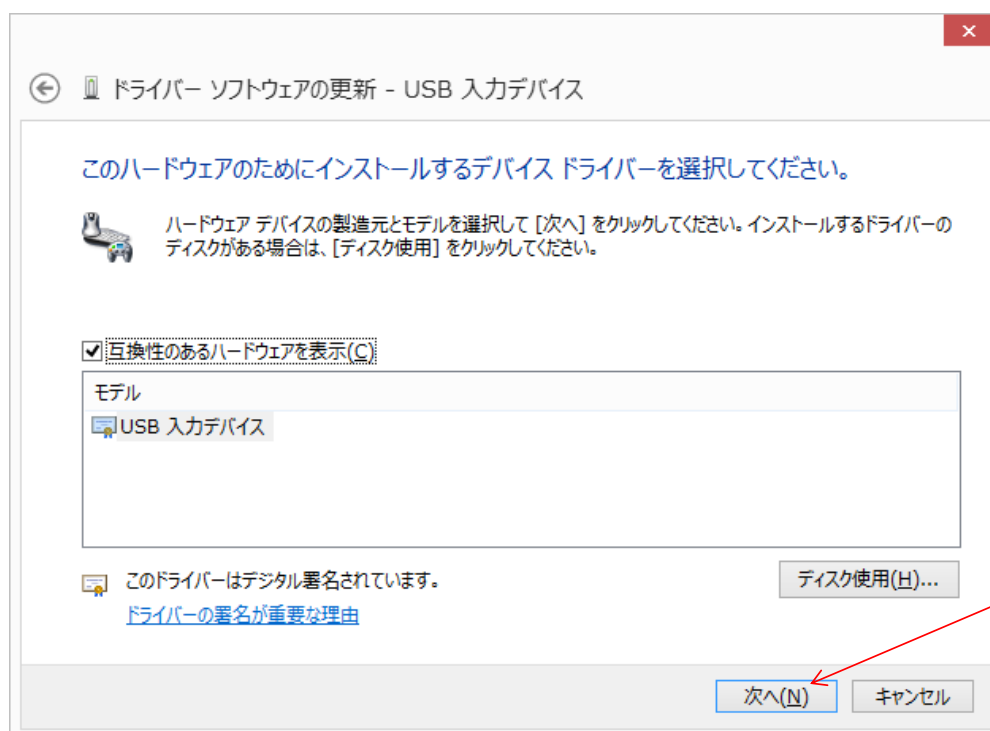 ドライバー ソフトウェアの更新 - USB 入力デバイス
このハードウェアのためにインストールするデバイス ドライバーを選択してください。
ハードウェア デバイスの製造元とモデルを選択して [次へ] をクリックしてください。インストールするドライバーの
ディスクがある場合は、[ディスク使用] をクリックしてください。
互換性のあるハードウェアを表示(C)
モデル
USB 入力デバイス
このドライバーはデジタル署名されています。
ディスク使用(H)...
ドライバーの署名が重要な理由
次へ(N)
キャンセル